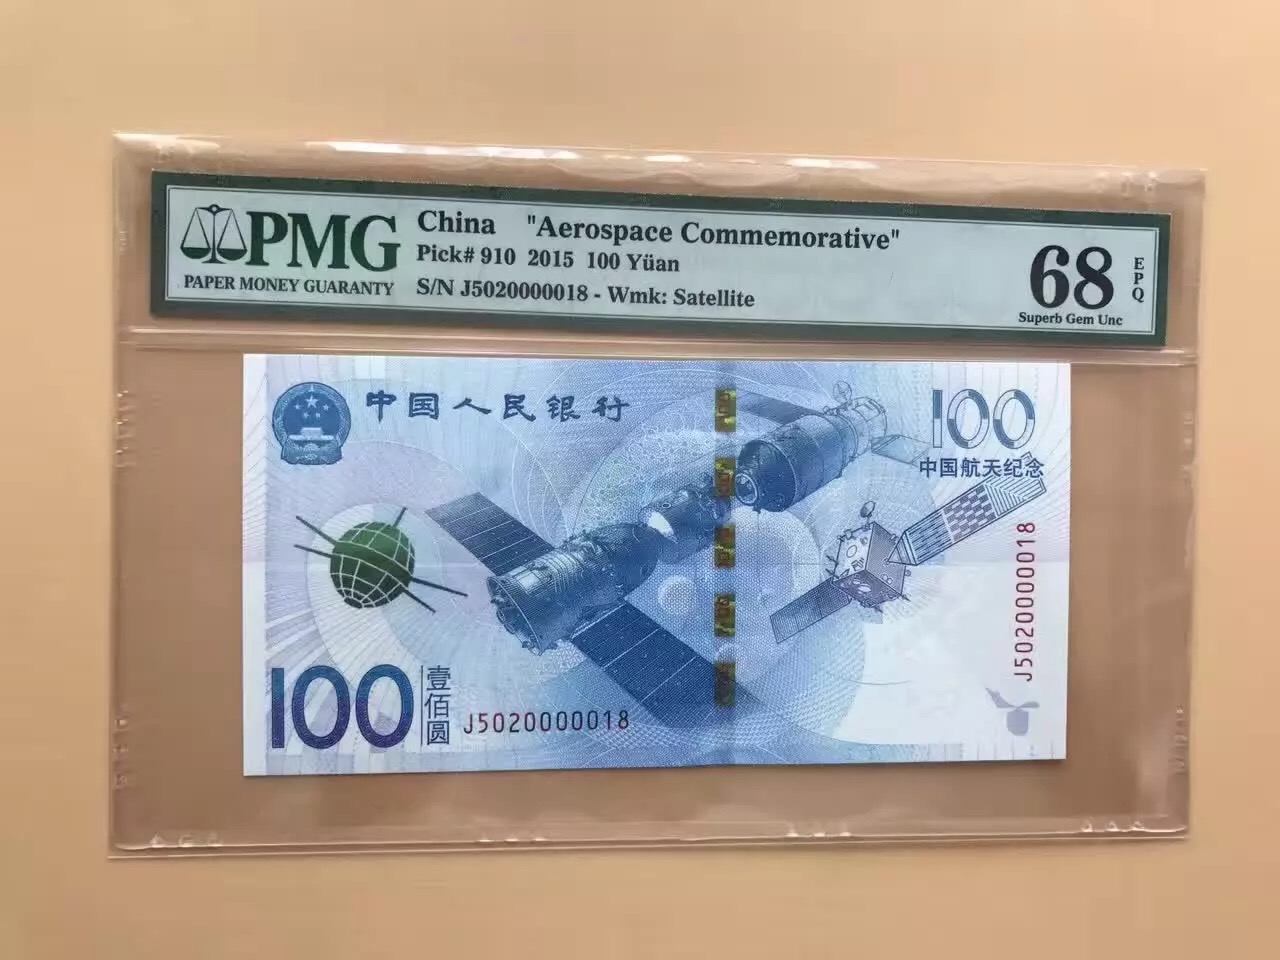 PMG
PAPER MONEY GUARANTY
China "Aerospace Commemorative"
Pick# 910 2015 100 Yüan
S/N J5020000018 - Wmk: Satellite
68
EPQ
Superb Gem Unc
中国人民银行
100
中国航天纪念
J5020000018
100
壹佰圆
J5020000018